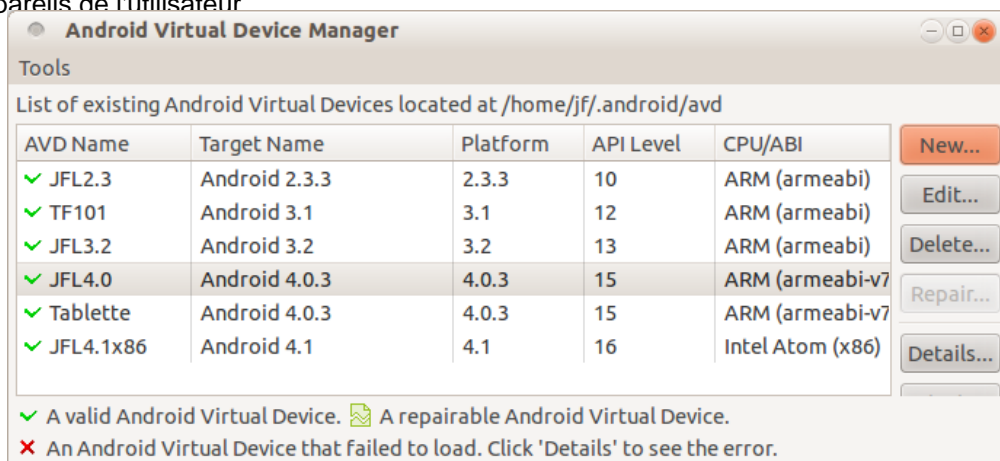 pareils de l'utilisateur
Android Virtual Device Manager
Tools
List of existing Android Virtual Devices located at /home/jf/.android/avd
AVD Name Target Name Platform API Level CPU/ABI
JFL2.3 Android 2.3.3 2.3.3 10 ARM (armeabi)
TF101 Android 3.1 3.1 12 ARM (armeabi)
JFL3.2 Android 3.2 3.2 13 ARM (armeabi)
JFL4.0 Android 4.0.3 4.0.3 15 ARM (armeabi-v7
Tablette Android 4.0.3 4.0.3 15 ARM (armeabi-v7
JFL4.1x86 Android 4.1 4.1 16 Intel Atom (x86)
New...
Edit...
Delete...
Repair...
Details...
A valid Android Virtual Device. A repairable Android Virtual Device.
An Android Virtual Device that failed to load. Click 'Details' to see the error.